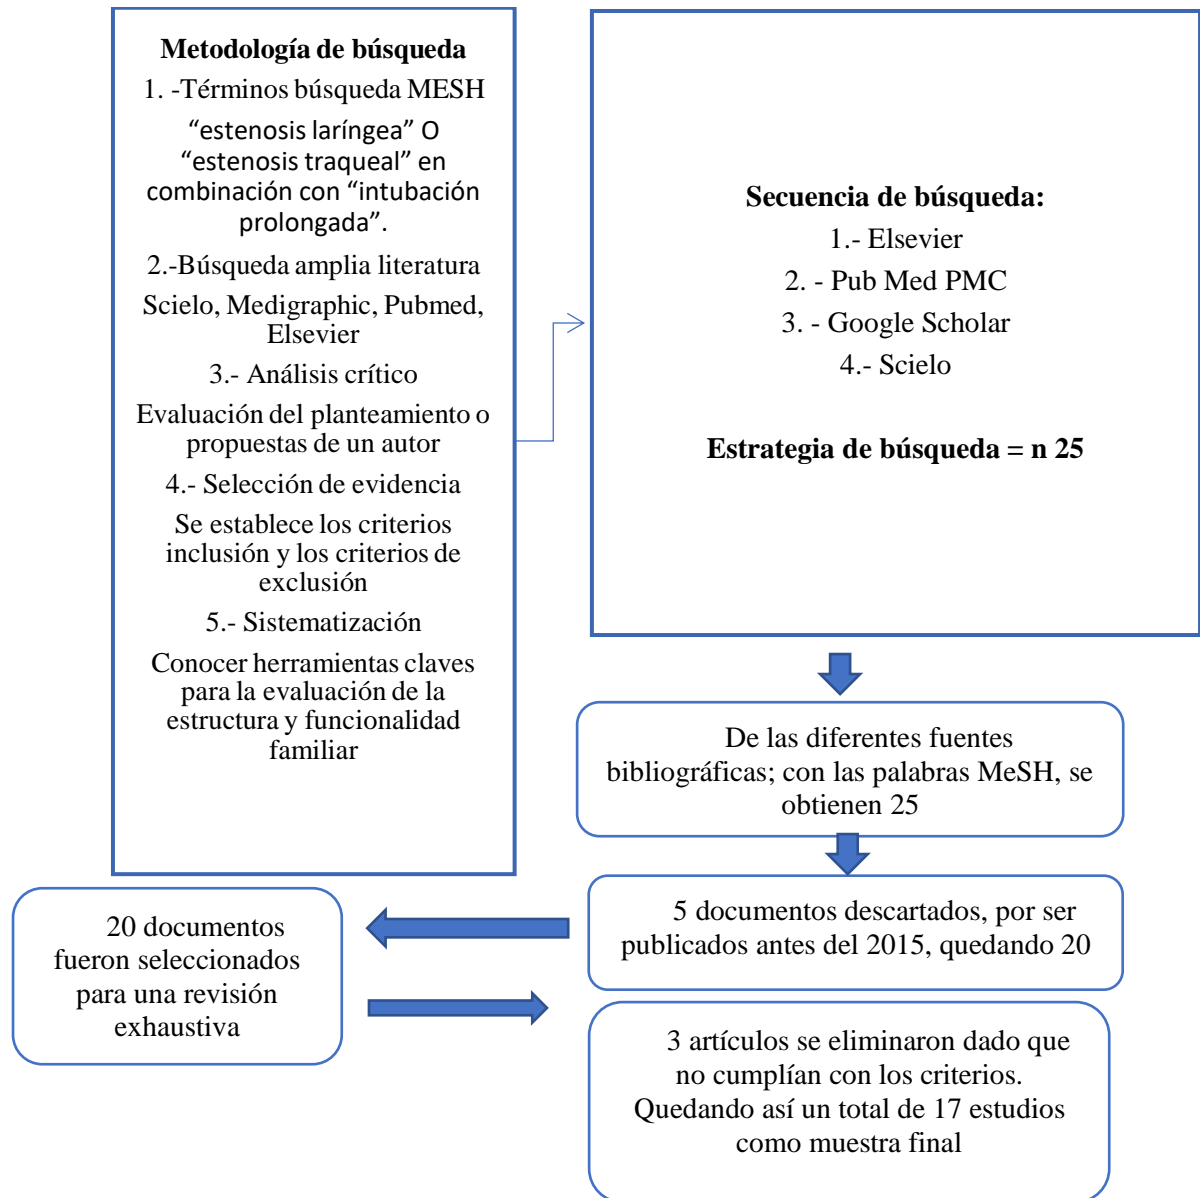 Metodología de búsqueda
1. -Términos búsqueda MESH
“estenosis laríngea” O
“estenosis traqueal” en
combinación con “intubación
prolongada”.
2.-Búsqueda amplia literatura
Scielo, Medigraphic, Pubmed,
Elsevier
3.- Análisis crítico
Evaluación del planteamiento o
propuestas de un autor
4.- Selección de evidencia
Se establece los criterios
inclusión y los criterios de
exclusión
5.- Sistematización
Conocer herramientas claves
para la evaluación de la
estructura y funcionalidad
familiar
Secuencia de búsqueda:
1.- Elsevier
2. - Pub Med PMC
3. - Google Scholar
4.- Scielo
Estrategia de búsqueda = n 25
De las diferentes fuentes
bibliográficas; con las palabras MeSH, se
obtienen 25
5 documentos descartados, por ser
publicados antes del 2015, quedando 20
20 documentos
fueron seleccionados
para una revisión
exhaustiva
3 artículos se eliminaron dado que
no cumplían con los criterios.
Quedando así un total de 17 estudios
como muestra final